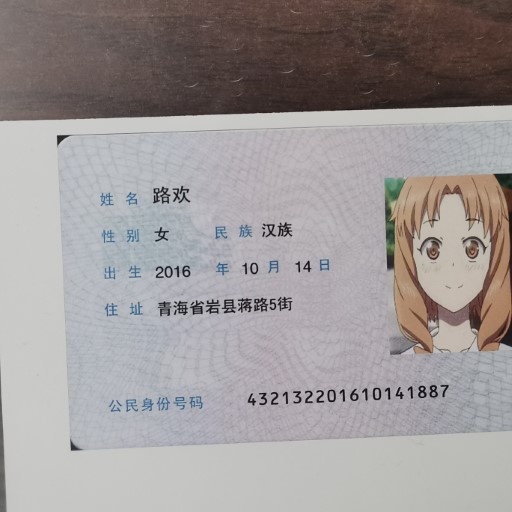 姓名 路欢
性别 女 民族 汉族
出生 2016 年 10 月 14 日
住址 青海省岩县蒋路5街
公民身份号码 432132201610141887